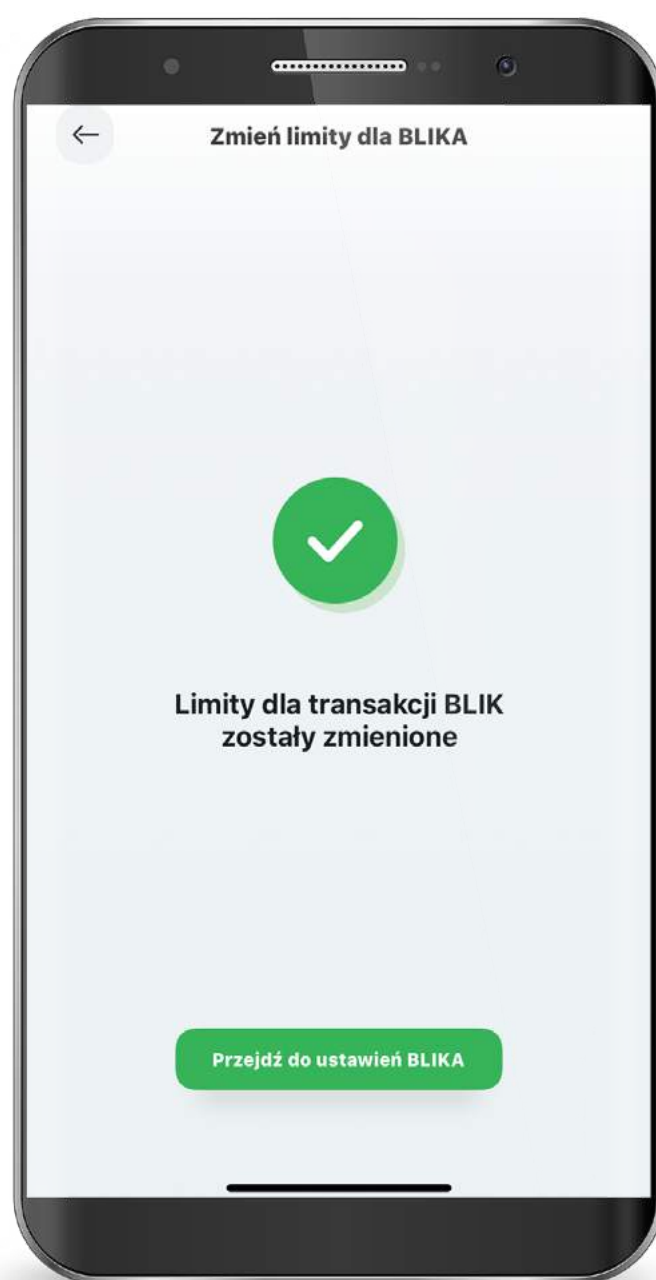 Zmień limity dla BLIKA
Limity dla transakcji BLIK
zostały zmienione
Przejdź do ustawień BLIKA